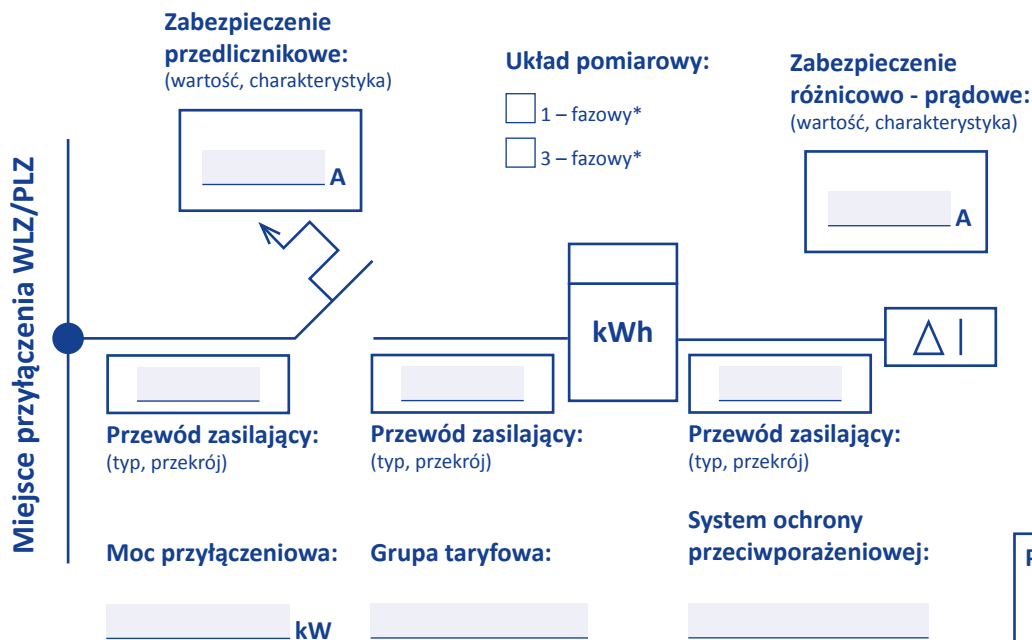 Zabezpieczenie
przedlicznikowe:
(wartość, charakterystyka)
A
Układ pomiarowy:
1 – fazowy*
3 – fazowy*
Zabezpieczenie
różnicowo - prądowe:
(wartość, charakterystyka)
A
Miejsce przyłączenia WLZ/PLZ
kWh
Δ I
Przewód zasilający:
(typ, przekrój)
Przewód zasilający:
(typ, przekrój)
Przewód zasilający:
(typ, przekrój)
Moc przyłączeniowa:
kW
Grupa taryfowa:
System ochrony
przeciwporażeniowej: